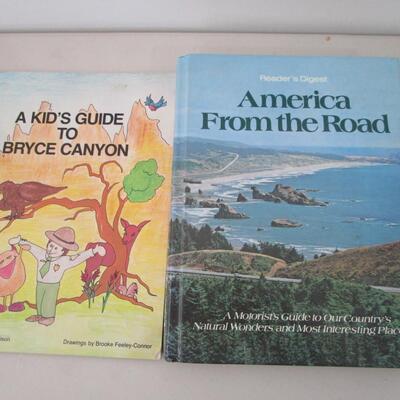 A KID'S GUIDE
TO
BRYCE CANYON
Drawings by Brooke Feeley-Connor
Reader's Digest
America
From the Road
A Motorist's Guide to Our Country's
Natural Wonders and Most Interesting Places